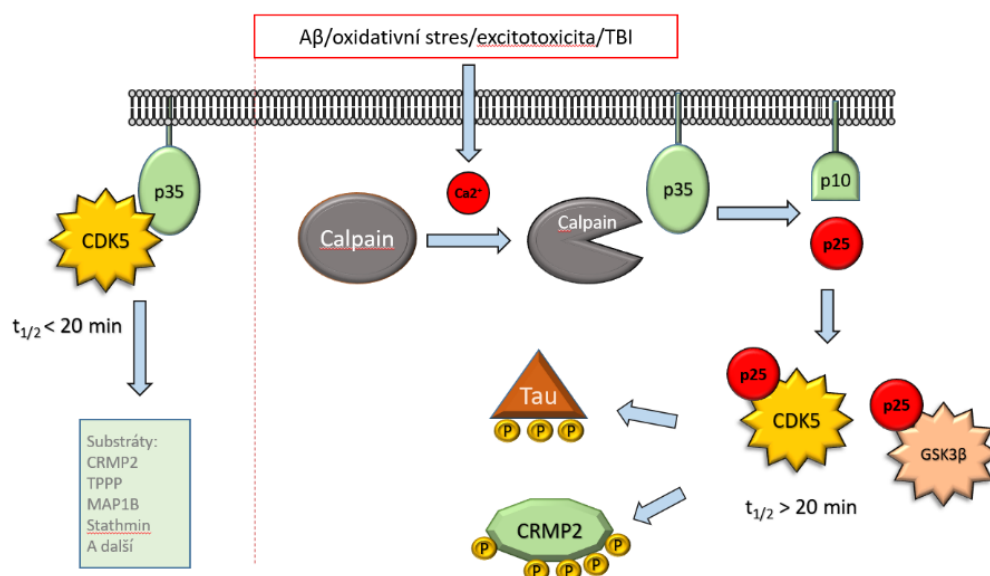 Aβ/oxidativní stres/excitotoxicita/TBI
p35
CDK5
t1/2 < 20 min
Substráty:
CRMP2
TPPP
MAP1B
Stathmin
A další
Ca2+
Calpain
Calpain
p35
p10
p25
p25
CDK5
p25
GSK3β
t1/2 > 20 min
Tau
P P P
CRMP2
P P P P P P